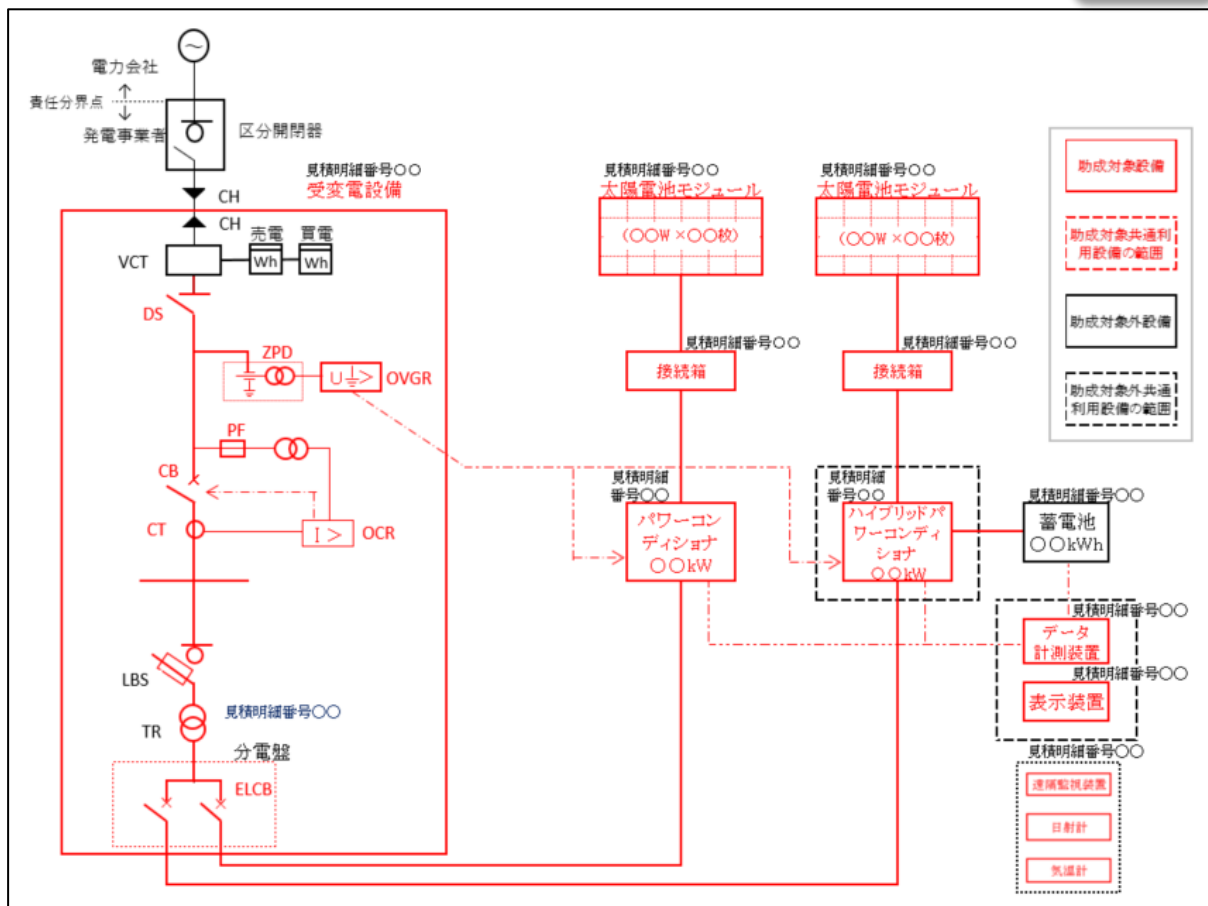 電力会社
責任分界点
発電事業者
区分開閉器
CH
見積明細番号〇〇
受変電設備
CH
VCT
売電
買電
Wh
Wh
DS
ZPD
U
>
OVGR
PF
CB
CT
I >
OCR
LBS
TR
見積明細番号〇〇
分電盤
ELCB
見積明細番号〇〇
太陽電池モジュール
(〇〇W×〇〇枚)
見積明細番号〇〇
接続箱
見積明細
番号〇〇
パワーコン
ディショナ
〇〇kW
見積明細番号〇〇
太陽電池モジュール
(〇〇W×〇〇枚)
見積明細番号〇〇
接続箱
見積明細
番号〇〇
ハイブリッドパ
ワーコンディ
ショナ
〇〇kW
見積明細番号〇〇
蓄電池
〇〇kWh
見積明細番号〇〇
データ
計測装置
見積明細番号〇〇
表示装置
見積明細番号〇〇
遠隔監視装置
日射計
気温計
助成対象設備
助成対象共通利
用設備の範囲
助成対象外設備
助成対象外共通
利用設備の範囲